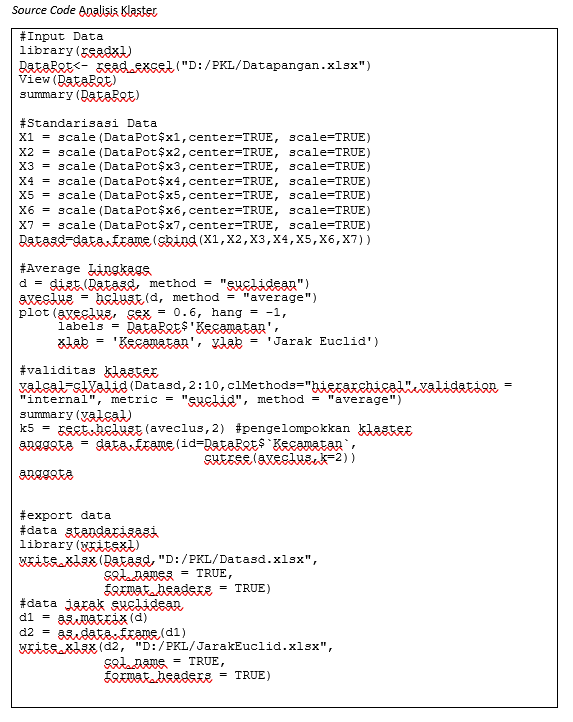 Source Code Analisis Klaster
#Input Data
library(readxl)
DataPot<- read_excel("D:/PKL/Datapangan.xlsx")
View(DataPot)
summary(DataPot)
#Standarisasi Data
X1 = scale(DataPot$x1,center=TRUE, scale=TRUE)
X2 = scale(DataPot$x2,center=TRUE, scale=TRUE)
X3 = scale(DataPot$x3,center=TRUE, scale=TRUE)
X4 = scale(DataPot$x4,center=TRUE, scale=TRUE)
X5 = scale(DataPot$x5,center=TRUE, scale=TRUE)
X6 = scale(DataPot$x6,center=TRUE, scale=TRUE)
X7 = scale(DataPot$x7,center=TRUE, scale=TRUE)
Datasd=data.frame(cbind(X1,X2,X3,X4,X5,X6,X7))
#Average Lingkage
d = dist(Datasd, method = "euclidean")
aveclus = hclust(d, method = "average")
plot(aveclus, cex = 0.6, hang = -1,
labels = DataPot$'Kecamatan',
xlab = 'Kecamatan', ylab = 'Jarak Euclid')
#validitas klaster
valcal=clValid(Datasd,2:10,clMethods="hierarchical",validation =
"internal", metric = "euclid", method = "average")
summary(valcal)
k5 = rect.hclust(aveclus,2) #pengelompokkan klaster
anggota = data.frame(id=DataPot$`Kecamatan`,
cutree(aveclus,k=2))
anggota
#export data
#data standarisasi
library(writexl)
write_xlsx(Datasd,"D:/PKL/Datasd.xlsx",
col_names = TRUE,
format_headers = TRUE)
#data jarak euclidean
d1 = as.matrix(d)
d2 = as.data.frame(d1)
write_xlsx(d2, "D:/PKL/JarakEuclid.xlsx",
col_name = TRUE,
format_headers = TRUE)